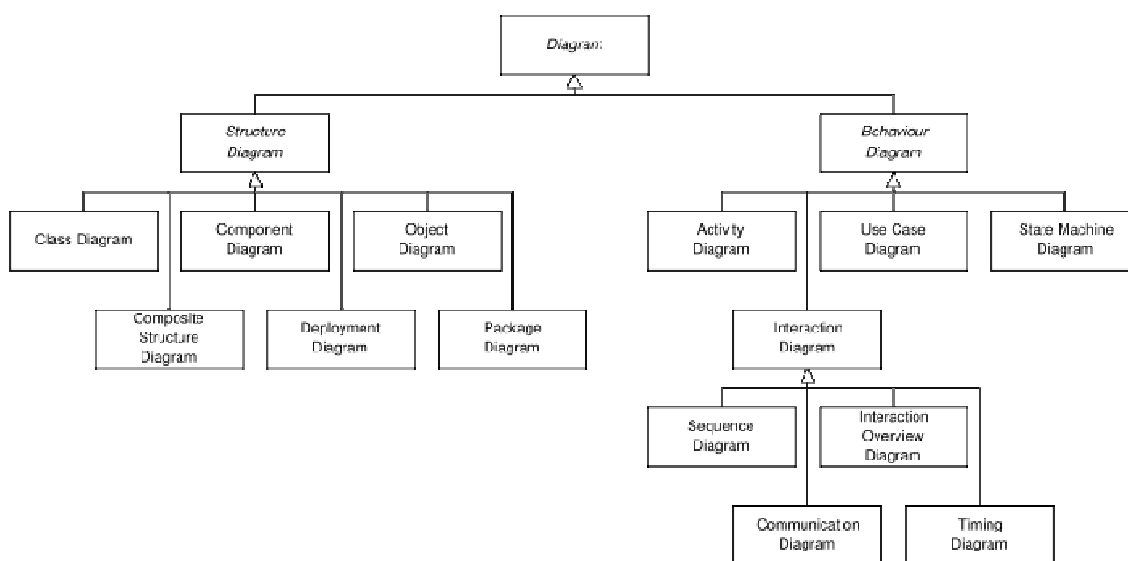 Diagram
Structure
Diagram
Behaviour
Diagram
Class Diagram
Component
Diagram
Object
Diagram
Activity
Diagram
Use Case
Diagram
State Machine
Diagram
Composite
Structure
Diagram
Deployment
Diagram
Package
Diagram
Interaction
Diagram
Sequence
Diagram
Interaction
Overview
Diagram
Communication
Diagram
Timing
Diagram